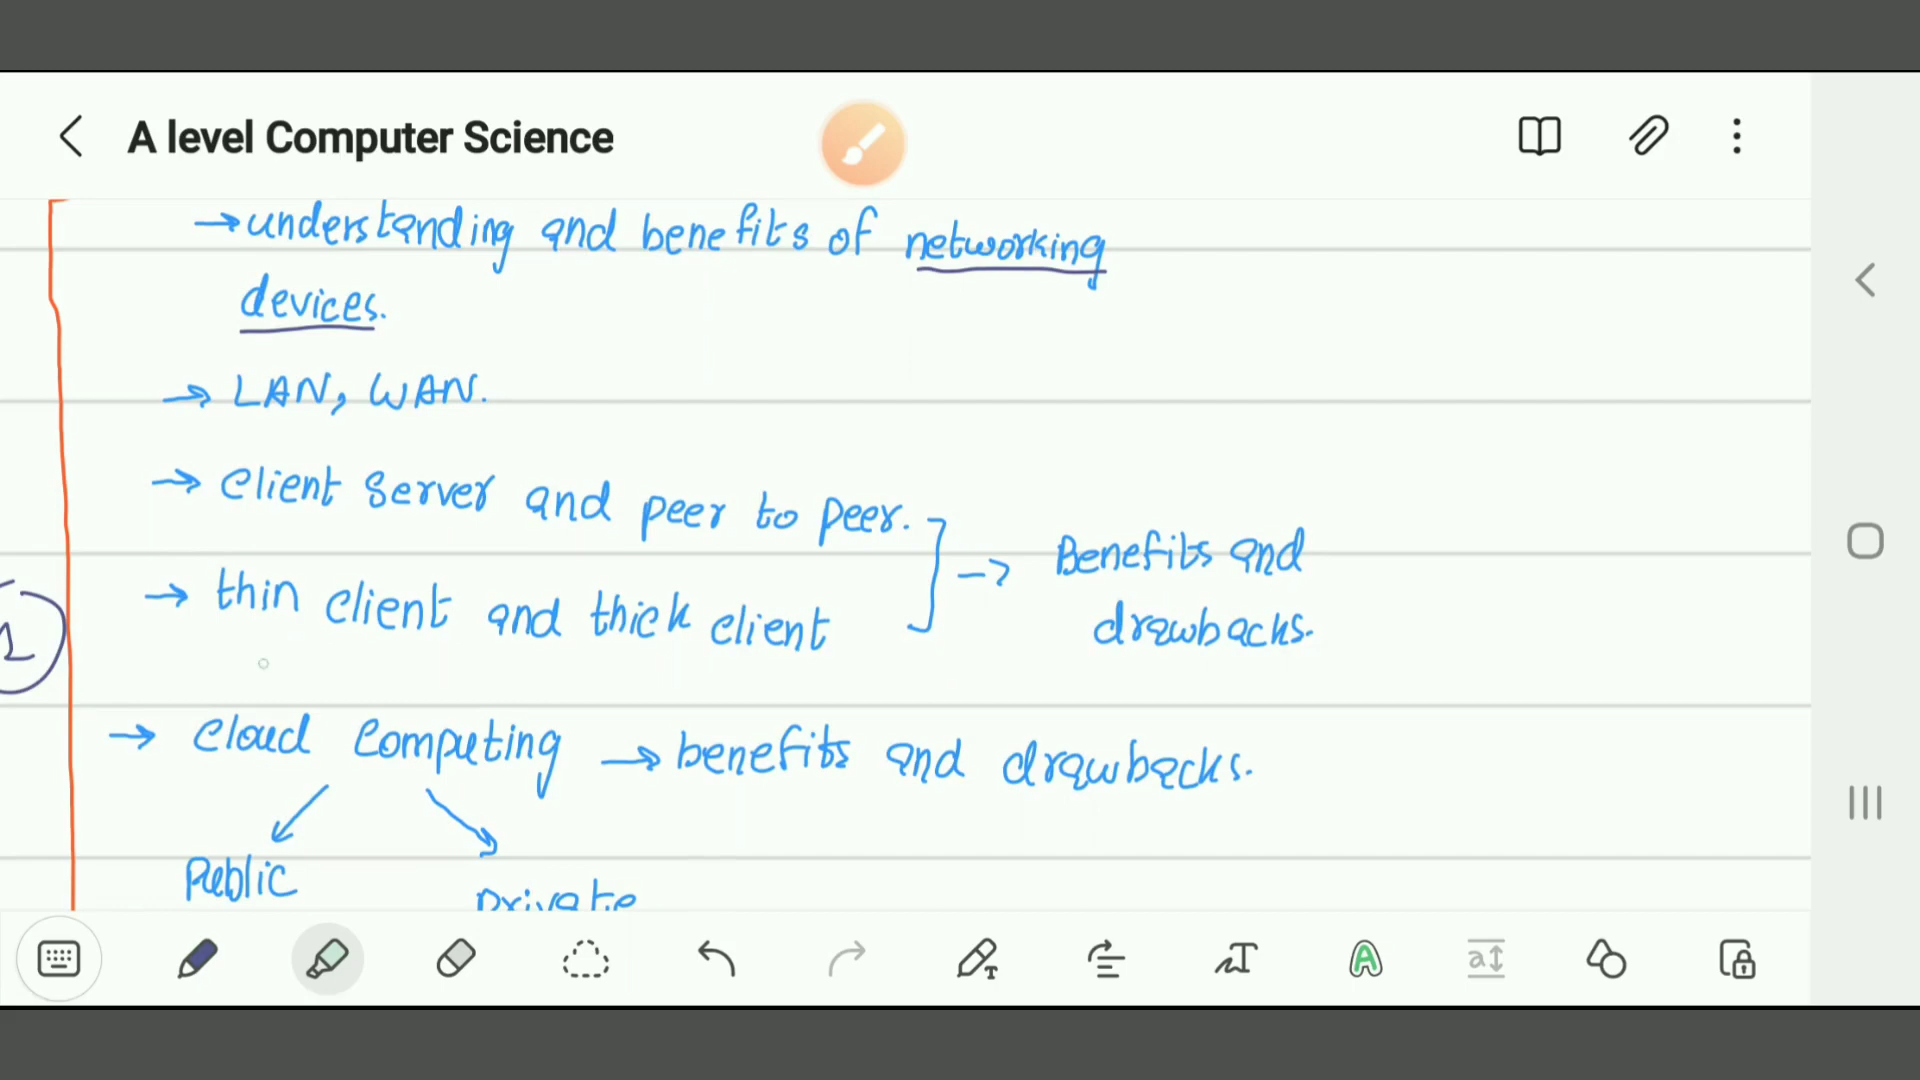 A level Computer Science
→ understanding and benefits of networking
devices.
→ LAN, WAN.
→ Client Server and peer to peer.
→ thin client and thick client
→ Benefits and
drawbacks.
2
→ Cloud Computing → benefits and drawbacks.
Public
private